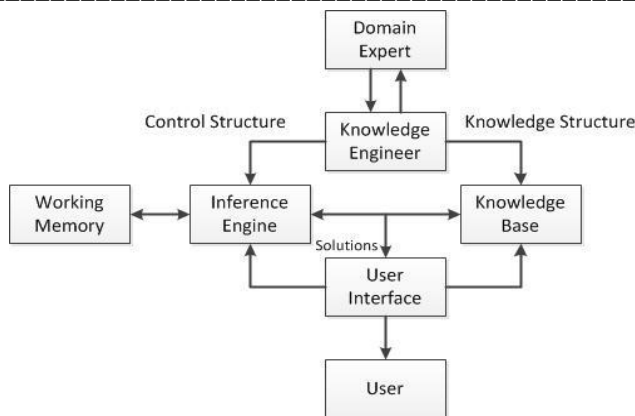 Domain
Expert
Control Structure
Knowledge
Engineer
Knowledge Structure
Working
Memory
Inference
Engine
Knowledge
Base
Solutions
User
Interface
User